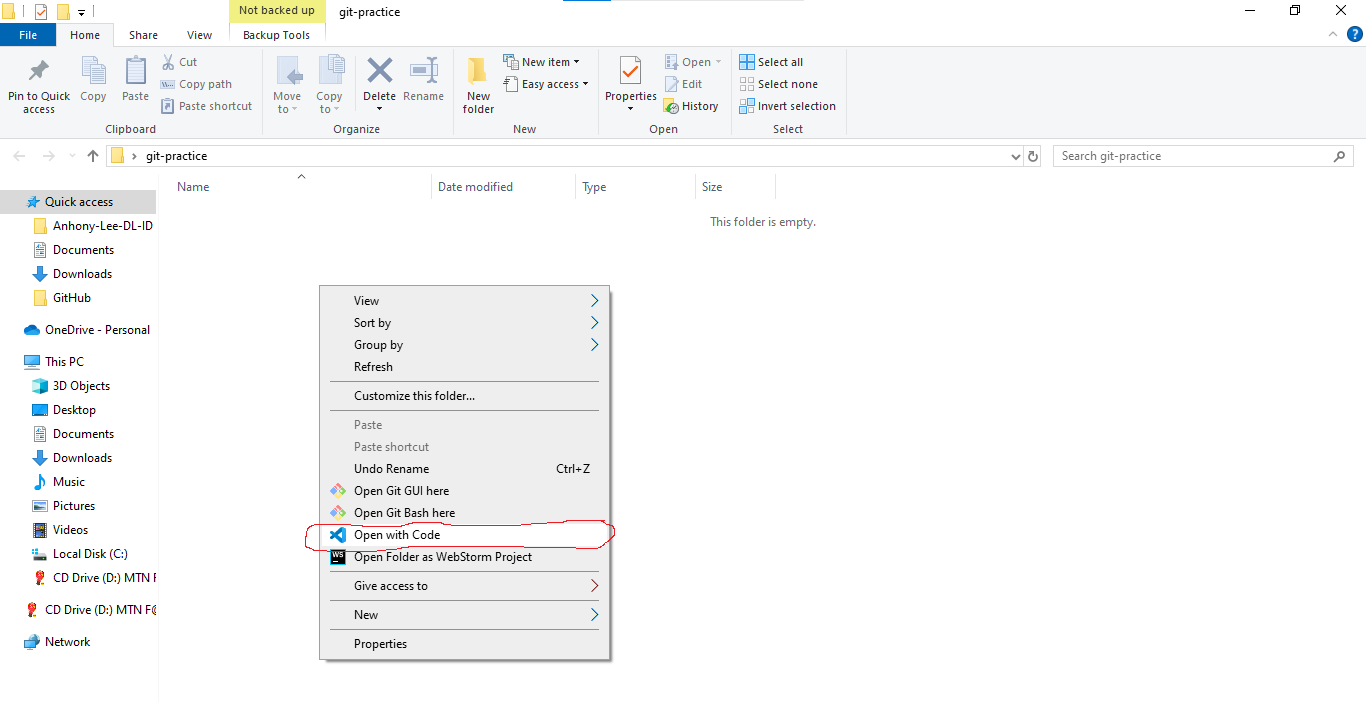 Not backed up
git-practice
File
Home
Share
View
Backup Tools
Pin to Quick access
Copy
Paste
Cut
Copy path
Paste shortcut
Clipboard
Move to
Copy to
Delete
Rename
Organize
New folder
New item
Easy access
New
Properties
Open
Edit
History
Open
Select all
Select none
Invert selection
Select
git-practice
Search git-practice
Name
Date modified
Type
Size
This folder is empty.
Quick access
Anhony-Lee-DL-ID
Documents
Downloads
GitHub
OneDrive - Personal
This PC
3D Objects
Desktop
Documents
Downloads
Music
Pictures
Videos
Local Disk (C:)
CD Drive (D:) MTN F
CD Drive (D:) MTN F@
Network
View
Sort by
Group by
Refresh
Customize this folder...
Paste
Paste shortcut
Undo Rename Ctrl+Z
Open Git GUI here
Open Git Bash here
Open with Code
WS Open Folder as WebStorm Project
Give access to
New
Properties